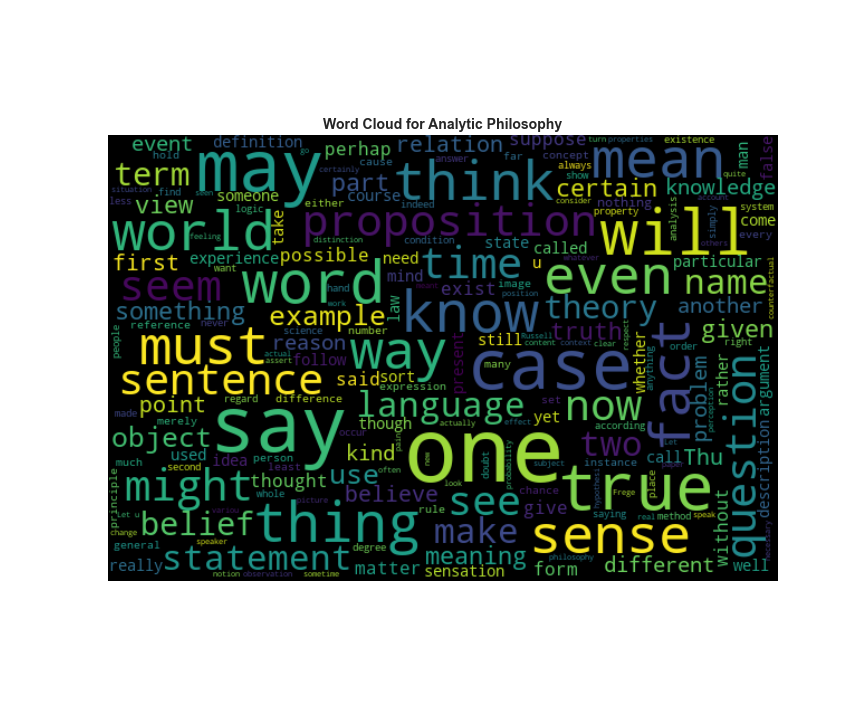 Word Cloud for Analytic Philosophy
event
definition
perhap
relation
suppose
turn
properties
existence
hold
may
cause
answer
far
concept
mean
always
man
false
quite
term
think
show
part
certain
knowledge
situation
find
seen
someone
course
indeed
consider
nothing
account
less
view
logic
either
take
proposition
property
system
world
will
come
analysis
simply
others
every
feeling
distinction
condition
state
called
first
experience
possible
need
time
u
even
particular
whatever
want
mind
seem
word
hand
exist
image
name
counterfactual
work
position
something
example
know
theory
another
law
reference
never
number
science
truth
given
people
must
reason
way
still
Russell
content
context
clear
respect
whether
order
right
actual
assert
follow
present
case
many
fact
anything
problem
rather
argument
sentence
said
sort
expression
perception
regard
difference
language
set
now
made
point
merely
say
though
yet
actually
effect
according
question
object
occur
one
two
Let
used
idea
person
kind
pain
doubt
probability
subject
instance
call
Thu
description
much
second
least
thought
use
often
new
true
hypothesis
paper
might
whole
believe
look
see
chance
Frege
place
principle
picture
give
without
Let u
variou
belief
thing
rule
make
saying
real
method
speak
change
speaker
sense
necessary
general
statement
degree
meaning
philosophy
really
matter
sensation
form
different
well
notion
observation
sometime
certainly
go